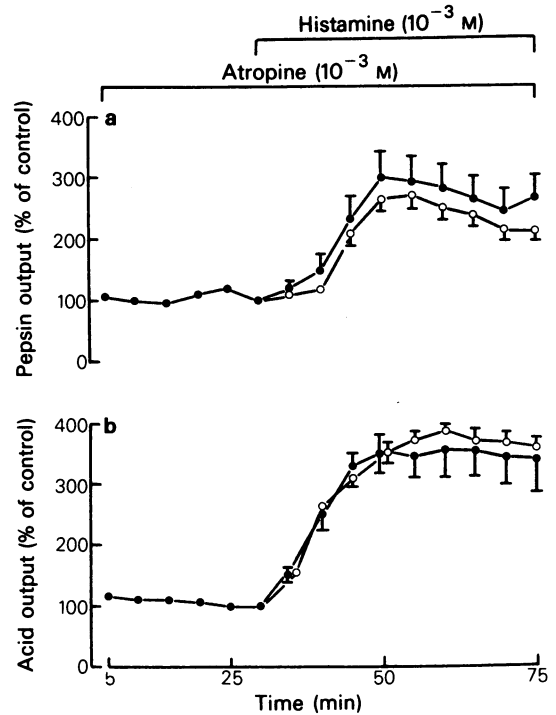 Histamine (10⁻³ M)
Atropine (10⁻³ M)
a
Pepsin output (% of control)
400
300
200
100
0
b
Acid output (% of control)
400
300
200
100
0
5 25 50 75
Time (min)